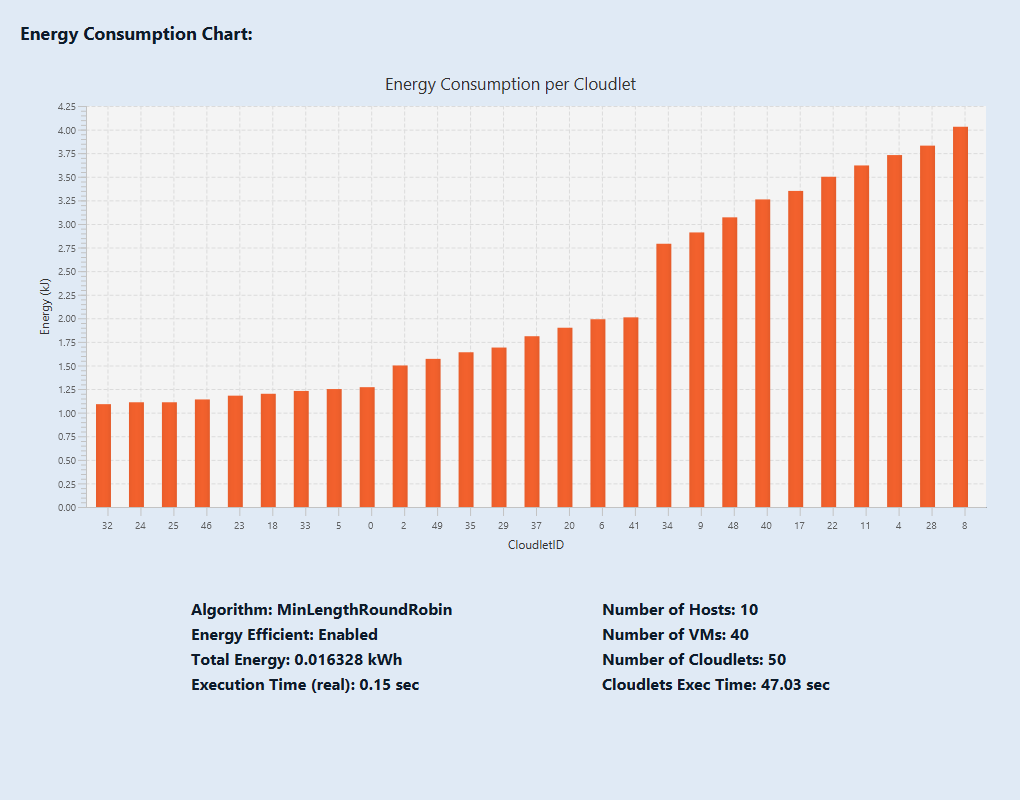 Energy Consumption Chart:
Energy Consumption per Cloudlet
4.25
4.00
3.75
3.50
3.25
3.00
2.75
2.50
2.25
2.00
1.75
1.50
1.25
1.00
0.75
0.50
0.25
0.00
Energy (kJ)
32 24 25 46 23 18 33 5 0 2 49 35 29 37 20 6 41 34 9 48 40 17 22 11 4 28 8
CloudletID
Algorithm: MinLengthRoundRobin
Energy Efficient: Enabled
Total Energy: 0.016328 kWh
Execution Time (real): 0.15 sec
Number of Hosts: 10
Number of VMs: 40
Number of Cloudlets: 50
Cloudlets Exec Time: 47.03 sec